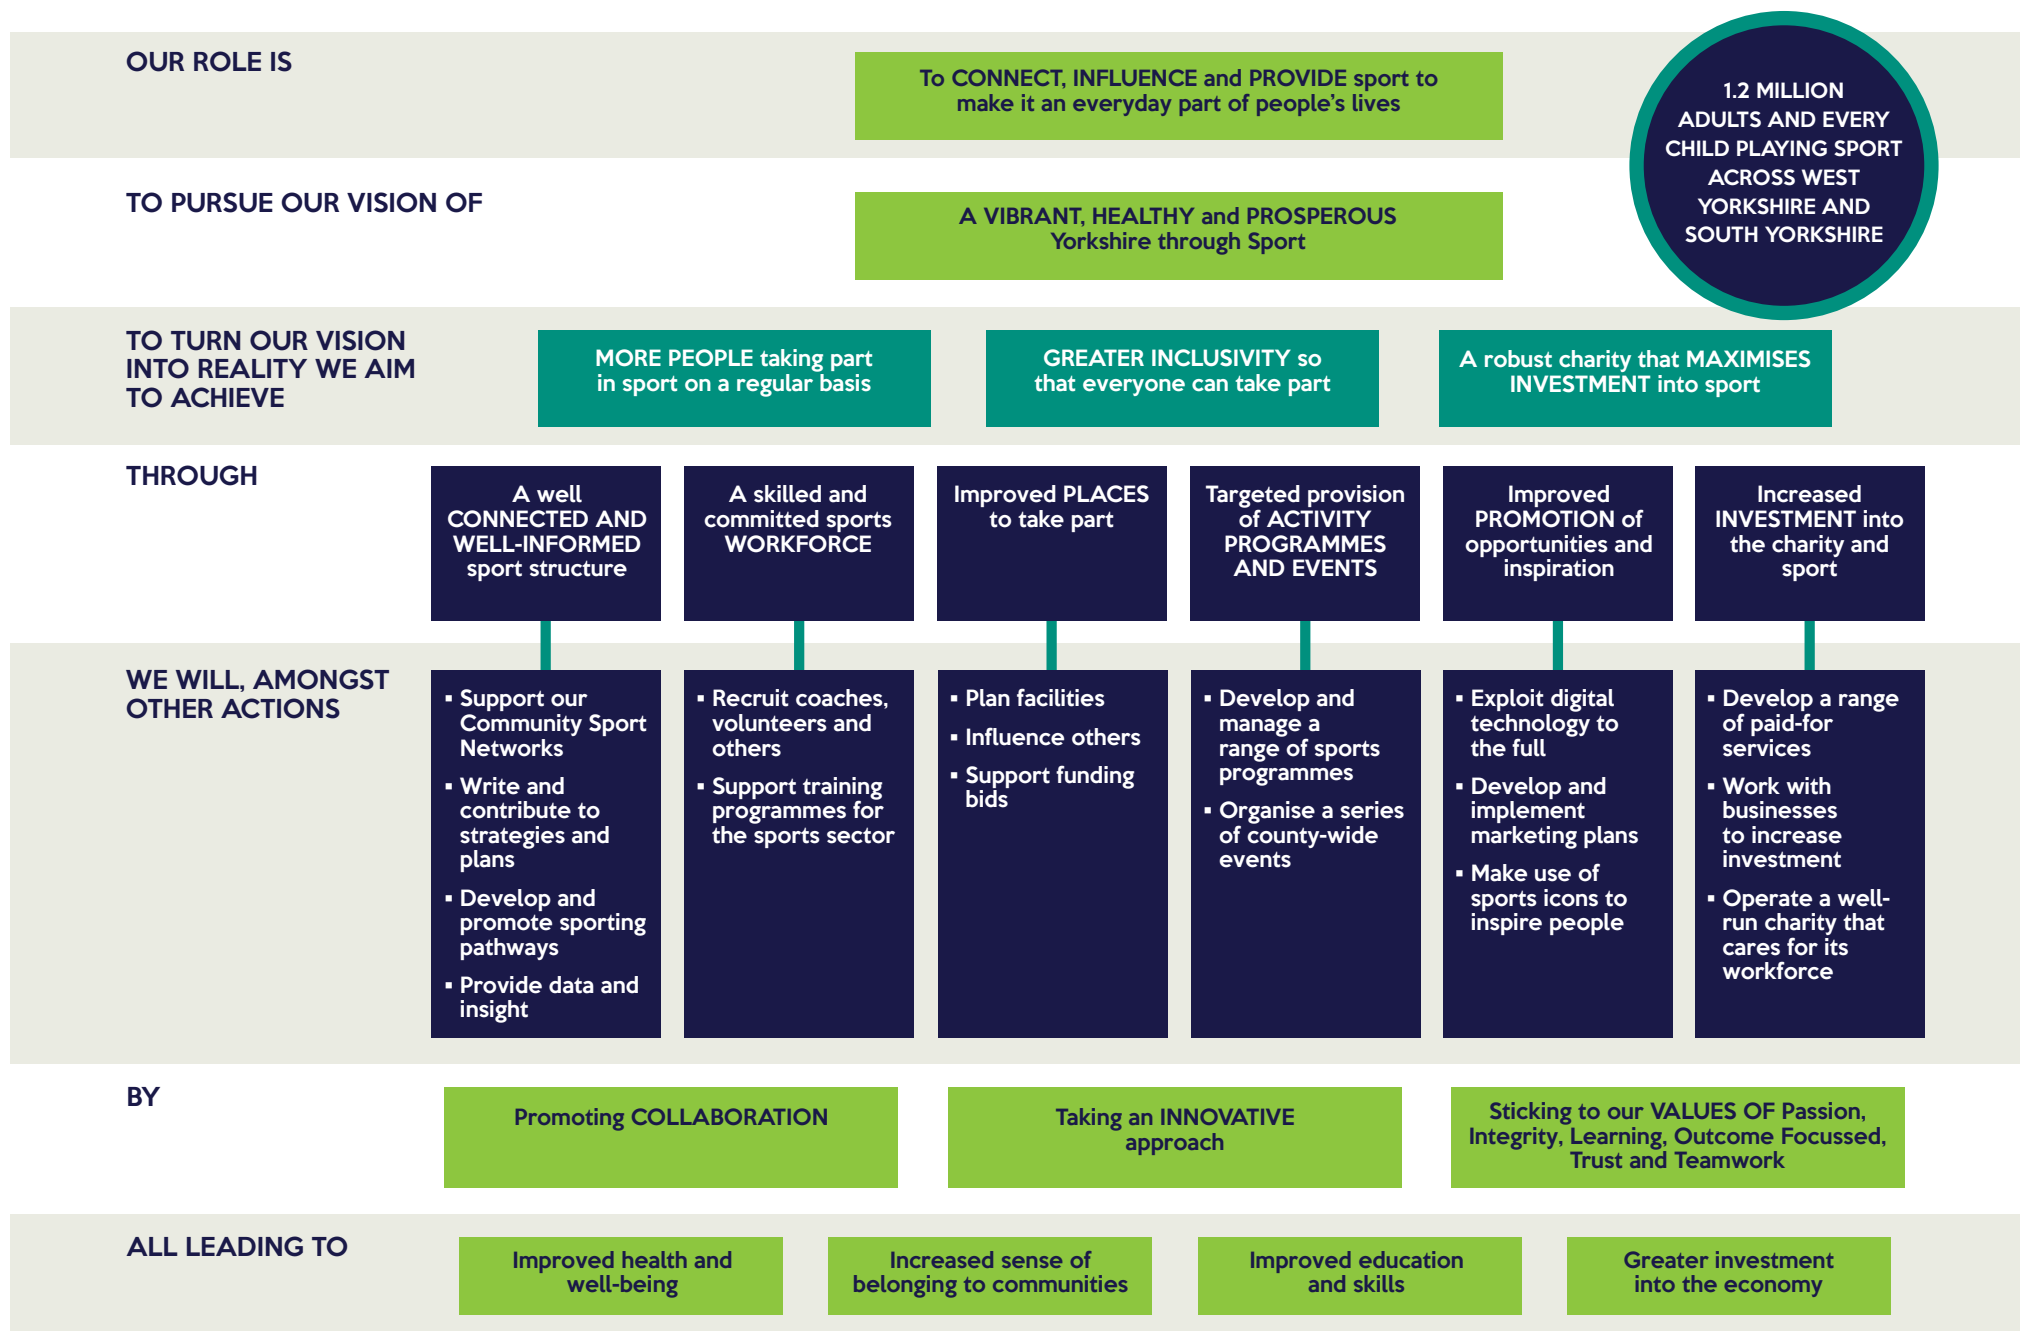 OUR ROLE IS
To CONNECT, INFLUENCE and PROVIDE sport to
make it an everyday part of people's lives
1.2 MILLION
ADULTS AND EVERY
CHILD PLAYING SPORT
ACROSS WEST
YORKSHIRE AND
SOUTH YORKSHIRE
TO PURSUE OUR VISION OF
A VIBRANT, HEALTHY and PROSPEROUS
Yorkshire through Sport
TO TURN OUR VISION
INTO REALITY WE AIM
TO ACHIEVE
MORE PEOPLE taking part
in sport on a regular basis
GREATER INCLUSIVITY so
that everyone can take part
A robust charity that MAXIMISES
INVESTMENT into sport
THROUGH
A well
CONNECTED AND
WELL-INFORMED
sport structure
A skilled and
committed sports
WORKFORCE
Improved PLACES
to take part
Targeted provision
of ACTIVITY
PROGRAMMES
AND EVENTS
Improved
PROMOTION of
opportunities and
inspiration
Increased
INVESTMENT into
the charity and
sport
WE WILL, AMONGST
OTHER ACTIONS
▪ Support our
Community Sport
Networks
▪ Write and
contribute to
strategies and
plans
▪ Develop and
promote sporting
pathways
▪ Provide data and
insight
▪ Recruit coaches,
volunteers and
others
▪ Support training
programmes for
the sports sector
▪ Plan facilities
▪ Influence others
▪ Support funding
bids
▪ Develop and
manage a
range of sports
programmes
▪ Organise a series
of county-wide
events
▪ Exploit digital
technology to
the full
▪ Develop and
implement
marketing plans
▪ Make use of
sports icons to
inspire people
▪ Develop a range
of paid-for
services
▪ Work with
businesses
to increase
investment
▪ Operate a well-
run charity that
cares for its
workforce
BY
Promoting COLLABORATION
Taking an INNOVATIVE
approach
Sticking to our VALUES OF Passion,
Integrity, Learning, Outcome Focussed,
Trust and Teamwork
ALL LEADING TO
Improved health and
well-being
Increased sense of
belonging to communities
Improved education
and skills
Greater investment
into the economy